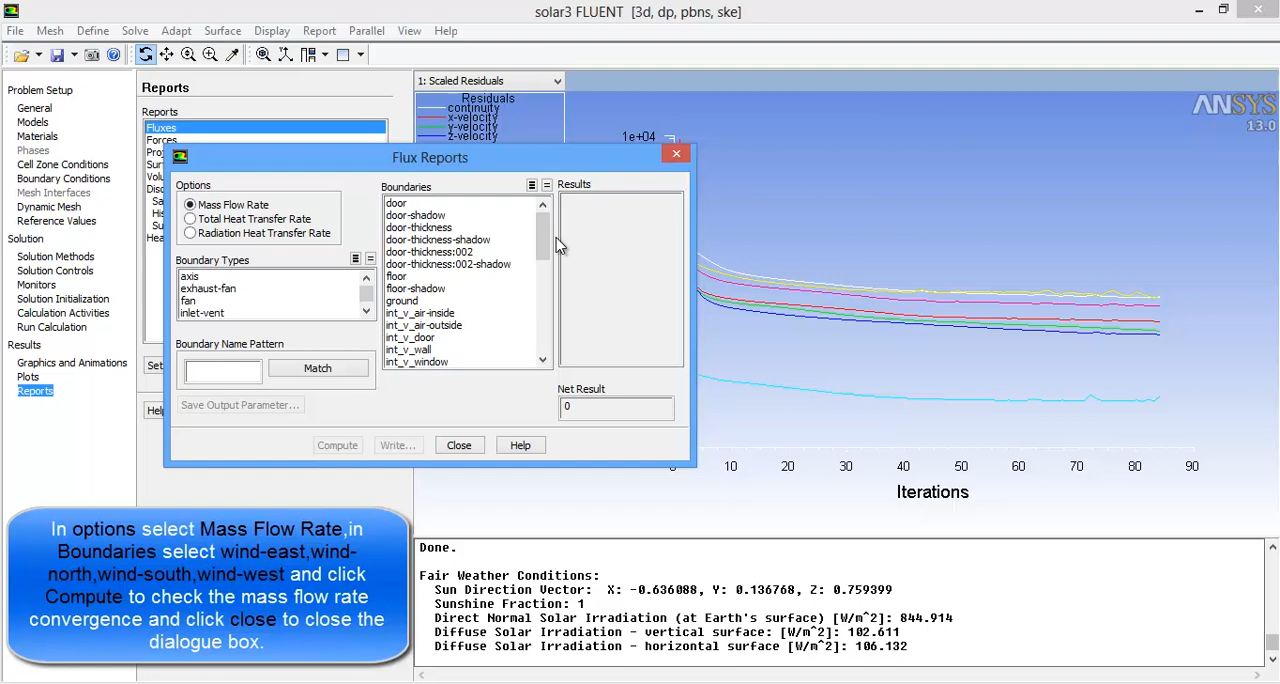 solar3 FLUENT [3d, dp, pbns, ske]
File Mesh Define Solve Adapt Surface Display Report Parallel View Help
Problem Setup
General
Models
Materials
Phases
Cell Zone Conditions
Boundary Conditions
Mesh Interfaces
Dynamic Mesh
Reference Values
Solution
Solution Methods
Solution Controls
Monitors
Solution Initialization
Calculation Activities
Run Calculation
Results
Graphics and Animations
Plots
Reports
Reports
Reports
Fluxes
Forces
Flux Reports
Options
Mass Flow Rate
Total Heat Transfer Rate
Radiation Heat Transfer Rate
Boundary Types
axis
exhaust-fan
fan
inlet-vent
Boundary Name Pattern
Match
Save Output Parameter...
Boundaries
door
door-shadow
door-thickness
door-thickness-shadow
door-thickness:002
door-thickness:002-shadow
floor
floor-shadow
ground
int_v_air-inside
int_v_air-outside
int_v_door
int_v_wall
int_v_window
Results
Net Result
0
Compute Write... Close Help
1: Scaled Residuals
Residuals
continuity
x-velocity
y-velocity
z-velocity
1e+04
ANSYS
13.0
10 20 30 40 50 60 70 80 90
Iterations
In options select Mass Flow Rate,in
Boundaries select wind-east,wind-
north,wind-south,wind-west and click
Compute to check the mass flow rate
convergence and click close to close the
dialogue box.
Done.
Fair Weather Conditions:
Sun Direction Vector: X: -0.636088, Y: 0.136768, Z: 0.759399
Sunshine Fraction: 1
Direct Normal Solar Irradiation (at Earth's surface) [W/m^2]: 844.914
Diffuse Solar Irradiation - vertical surface: [W/m^2]: 102.611
Diffuse Solar Irradiation - horizontal surface [W/m^2]: 106.132